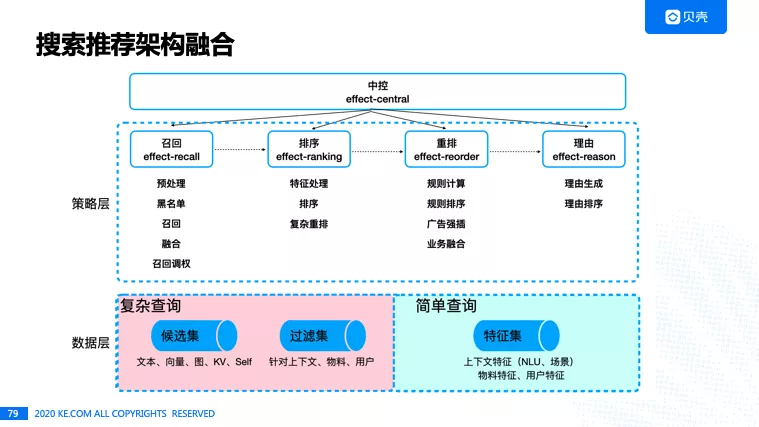 贝壳
搜索推荐架构融合
中控
effect-central
召回
effect-recall
排序
effect-ranking
重排
effect-reorder
理由
effect-reason
策略层
预处理
黑名单
召回
融合
召回调权
特征处理
排序
复杂重排
规则计算
规则排序
广告强插
业务融合
理由生成
理由排序
数据层
复杂查询
候选集
文本、向量、图、KV、Self
过滤集
针对上下文、物料、用户
简单查询
特征集
上下文特征（NLU、场景）
物料特征、用户特征
79
2020 KE.COM ALL COPYRIGHTS RESERVED